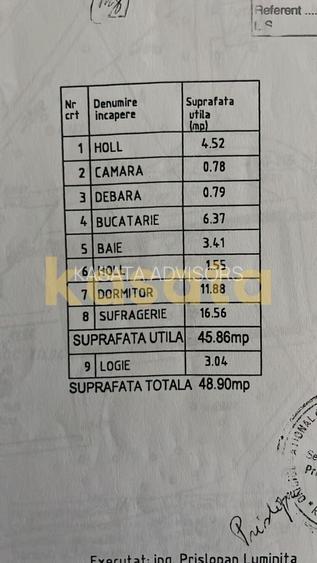 Referent ....
L S
Nr crt Denumire incapere Suprafata utila (mp)
1 HOLL 4.52
2 CAMARA 0.78
3 DEBARA 0.79
4 BUCATARIE 6.37
5 BAIE 3.41
6 HOLL 1.55
KASATA ADVISORS
kasata
7 DORMITOR 11.88
8 SUFRAGERIE 16.56
SUPRAFATA UTILA 45.86mp
9 LOGIE 3.04
SUPRAFATA TOTALA 48.90mp
Executat: ing. Prislopan Luminita